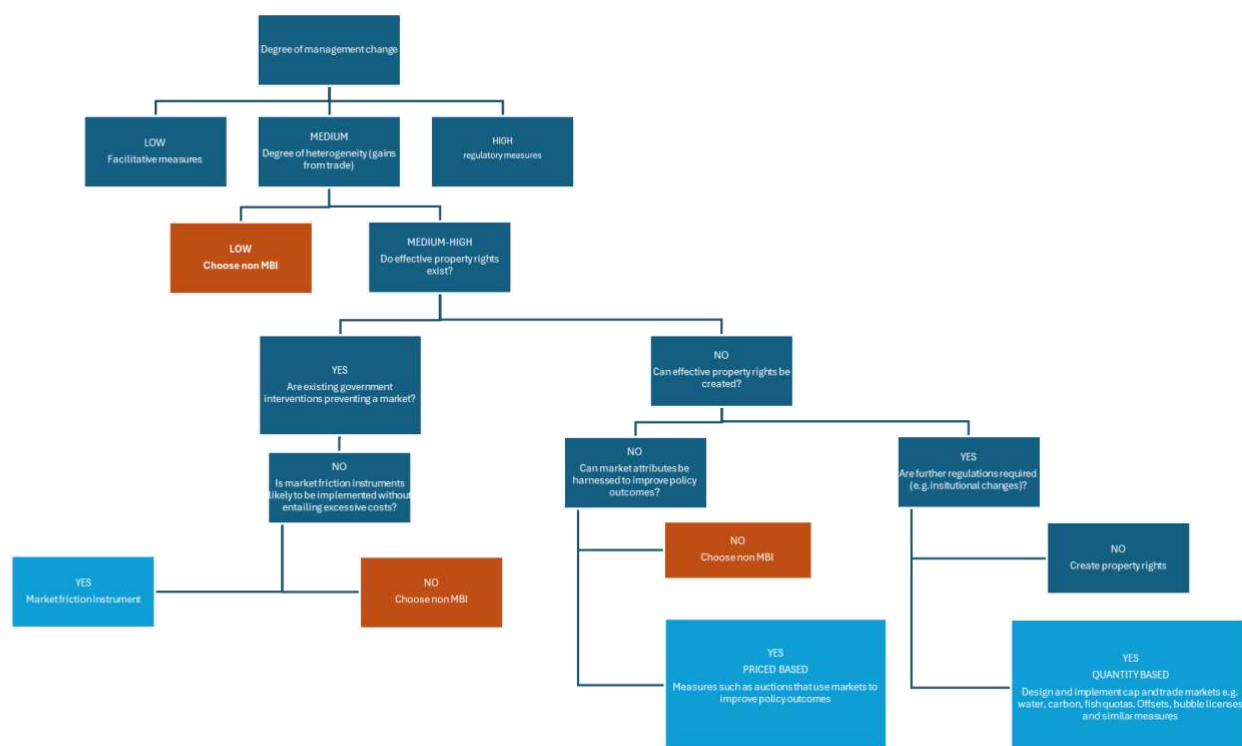 Degree of management change
LOW
Facilitative measures
MEDIUM
Degree of heterogeneity (gains
from trade)
HIGH
regulatory measures
LOW
Choose non MBI
MEDIUM-HIGH
Do effective property rights
exist?
YES
Are existing government
interventions preventing a market?
NO
Can effective property rights be
created?
NO
Is market friction instruments
likely to be implemented without
entailing excessive costs?
NO
Can market attributes be
harnessed to improve policy
outcomes?
YES
Are further regulations required
(e.g. insitutional changes)?
YES
Market friction instrument
NO
Choose non MBI
NO
Choose non MBI
NO
Create property rights
YES
PRICED BASED
Measures such as auctions that use markets to
improve policy outcomes
YES
QUANTITY BASED
Design and implement cap and trade markets e.g.
water, carbon, fish quotas. Offsets, bubble licenses
and similar measures